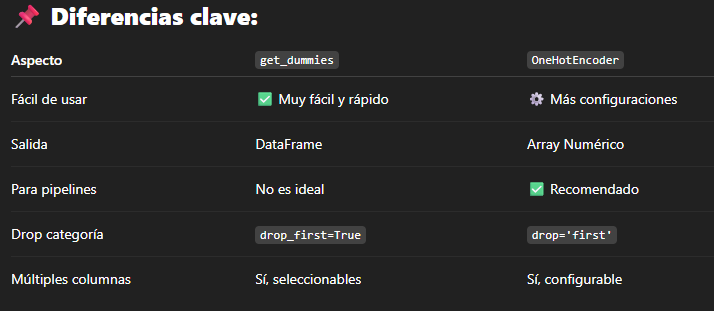 📌 Diferencias clave:
Aspecto get_dummies OneHotEncoder
Fácil de usar ✅ Muy fácil y rápido ⚙️ Más configuraciones
Salida DataFrame Array Numérico
Para pipelines No es ideal ✅ Recomendado
Drop categoría drop_first=True drop='first'
Múltiples columnas Sí, seleccionables Sí, configurable